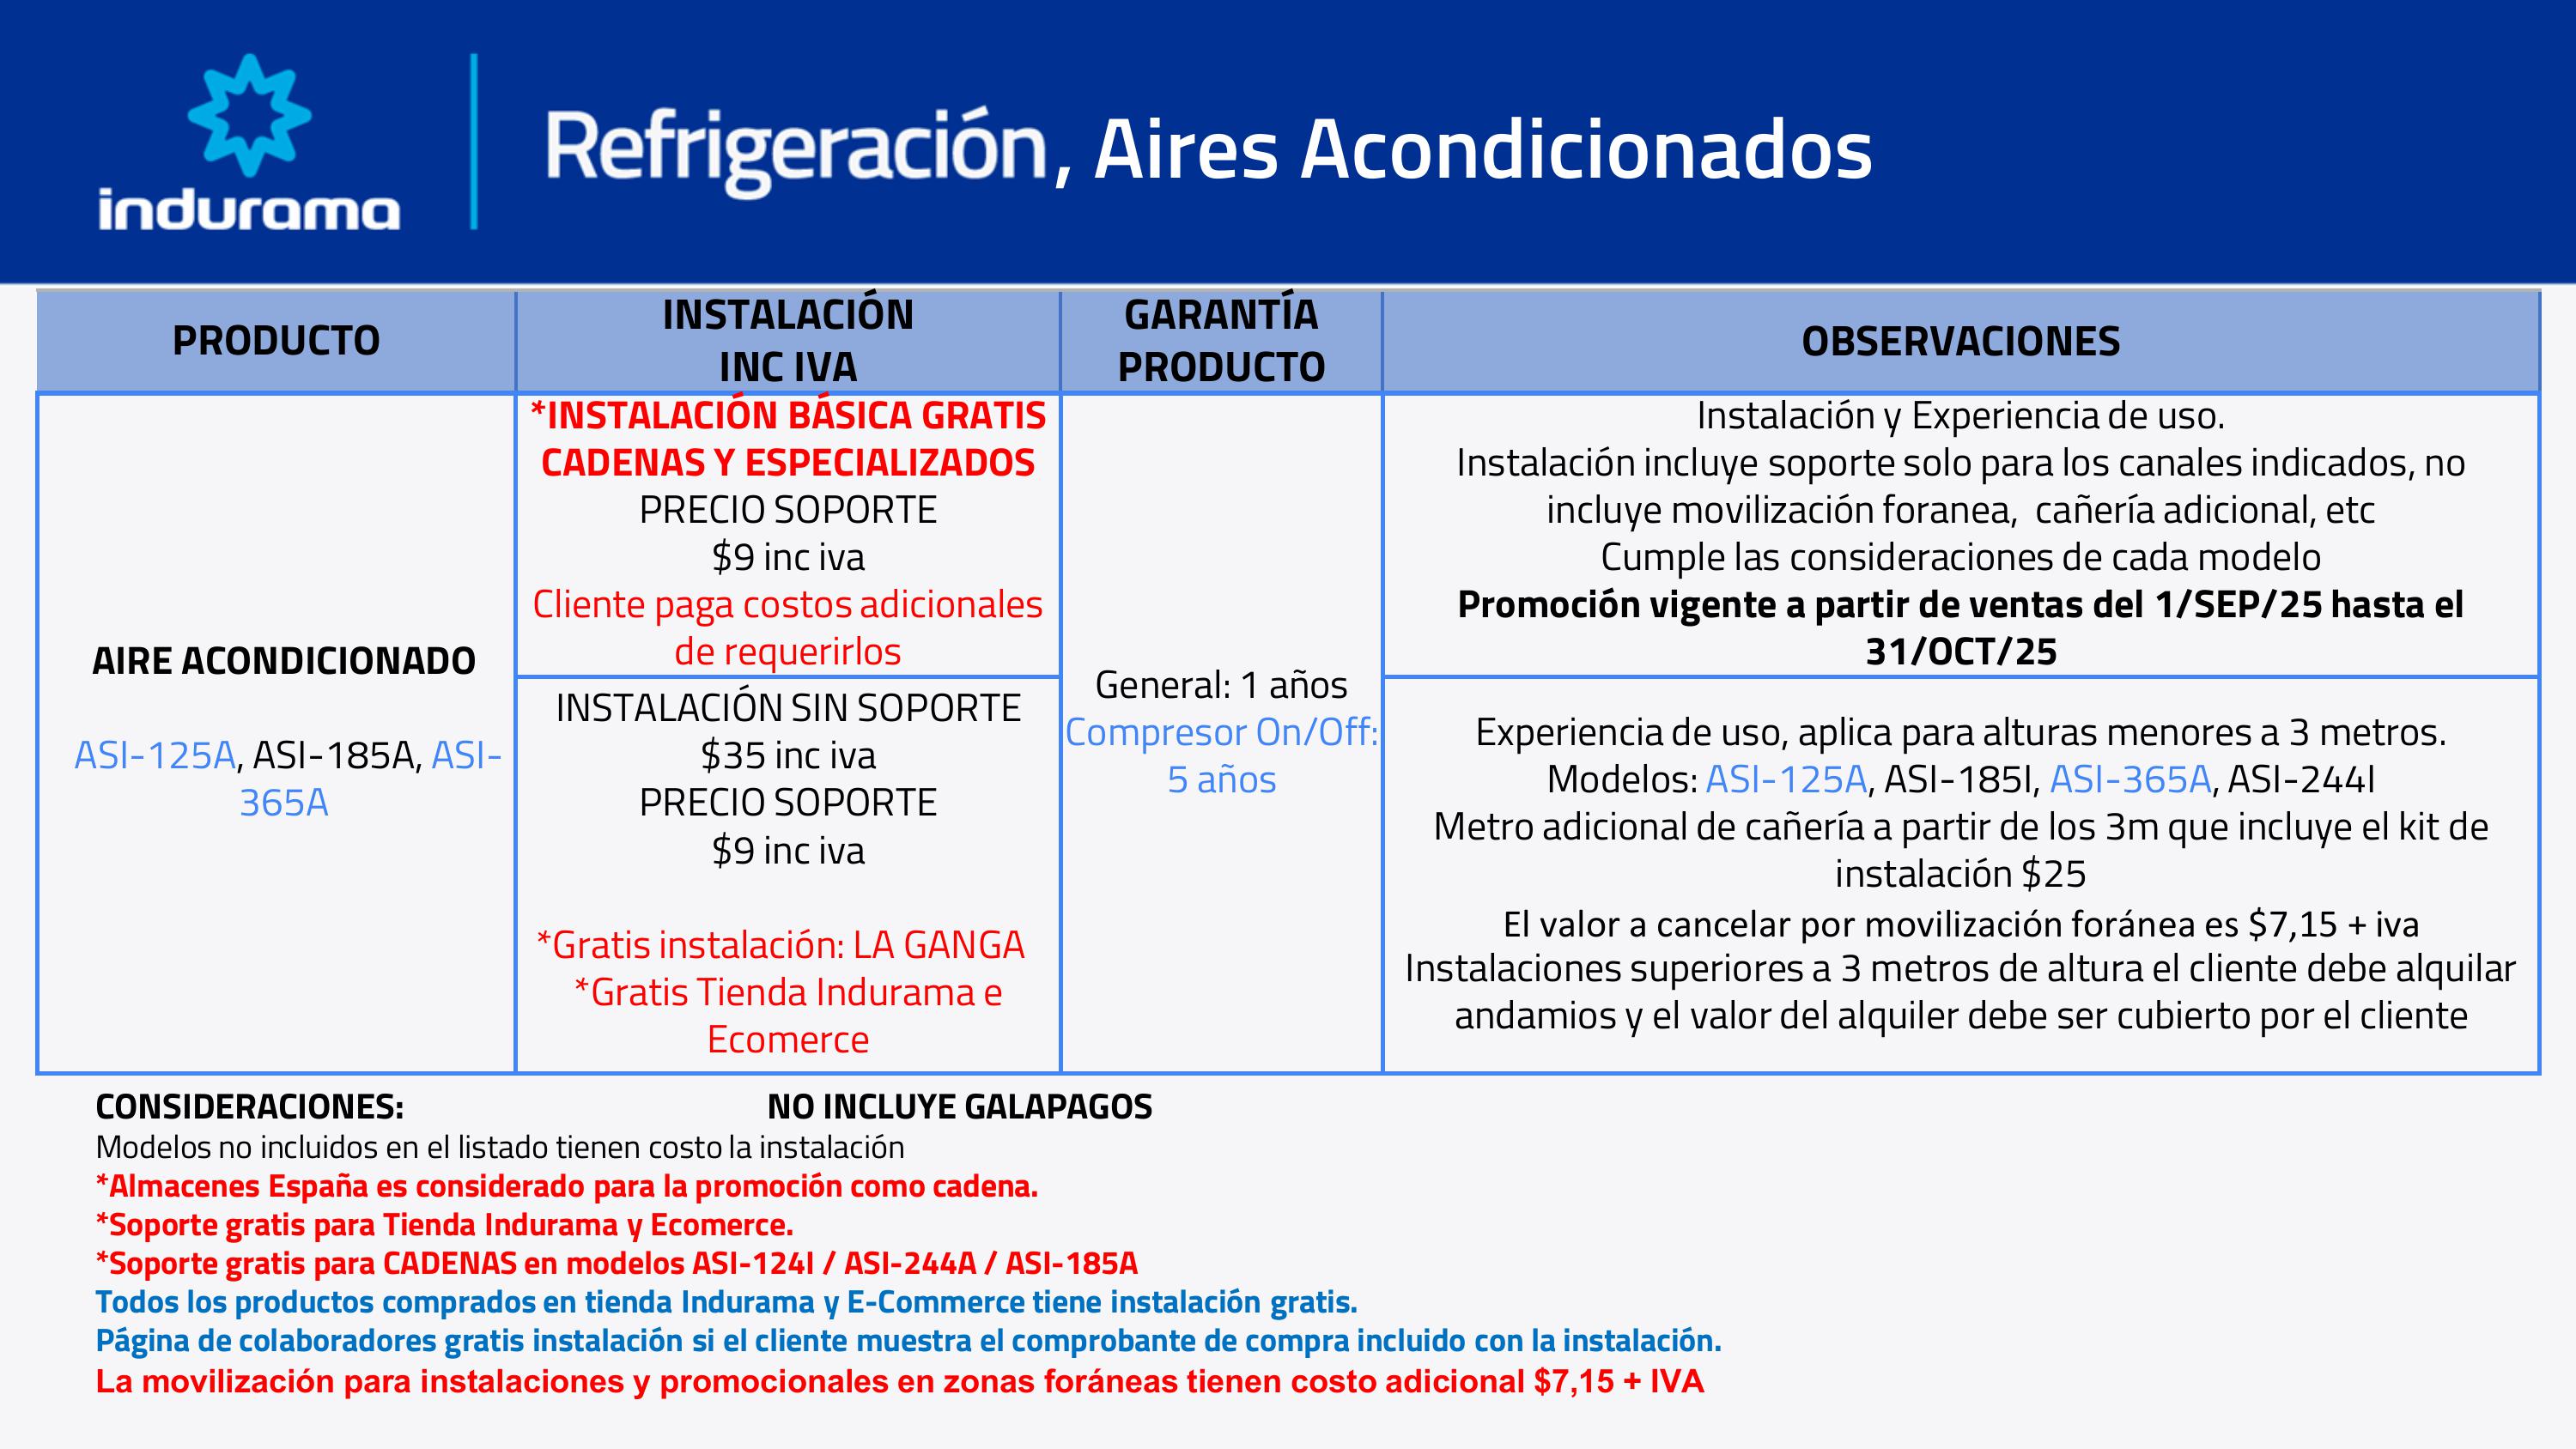 indurama
Refrigeración, Aires Acondicionados
PRODUCTO
INSTALACIÓN
INC IVA
GARANTÍA
PRODUCTO
OBSERVACIONES
AIRE ACONDICIONADO
ASI-125A, ASI-185A, ASI-
365A
*INSTALACIÓN BÁSICA GRATIS
CADENAS Y ESPECIALIZADOS
PRECIO SOPORTE
$9 inc iva
Cliente paga costos adicionales
de requerirlos
INSTALACIÓN SIN SOPORTE
$35 inc iva
PRECIO SOPORTE
$9 inc iva
*Gratis instalación: LA GANGA
*Gratis Tienda Indurama e
Ecomerce
General: 1 años
Compresor On/Off:
5 años
Instalación y Experiencia de uso.
Instalación incluye soporte solo para los canales indicados, no
incluye movilización foranea, cañería adicional, etc
Cumple las consideraciones de cada modelo
Promoción vigente a partir de ventas del 1/SEP/25 hasta el
31/OCT/25
Experiencia de uso, aplica para alturas menores a 3 metros.
Modelos: ASI-125A, ASI-185I, ASI-365A, ASI-244I
Metro adicional de cañería a partir de los 3m que incluye el kit de
instalación $25
El valor a cancelar por movilización foránea es $7,15 + iva
Instalaciones superiores a 3 metros de altura el cliente debe alquilar
andamios y el valor del alquiler debe ser cubierto por el cliente
CONSIDERACIONES: NO INCLUYE GALAPAGOS
Modelos no incluidos en el listado tienen costo la instalación
*Almacenes España es considerado para la promoción como cadena.
*Soporte gratis para Tienda Indurama y Ecomerce.
*Soporte gratis para CADENAS en modelos ASI-124I / ASI-244A / ASI-185A
Todos los productos comprados en tienda Indurama y E-Commerce tiene instalación gratis.
Página de colaboradores gratis instalación si el cliente muestra el comprobante de compra incluido con la instalación.
La movilización para instalaciones y promocionales en zonas foráneas tienen costo adicional $7,15 + IVA